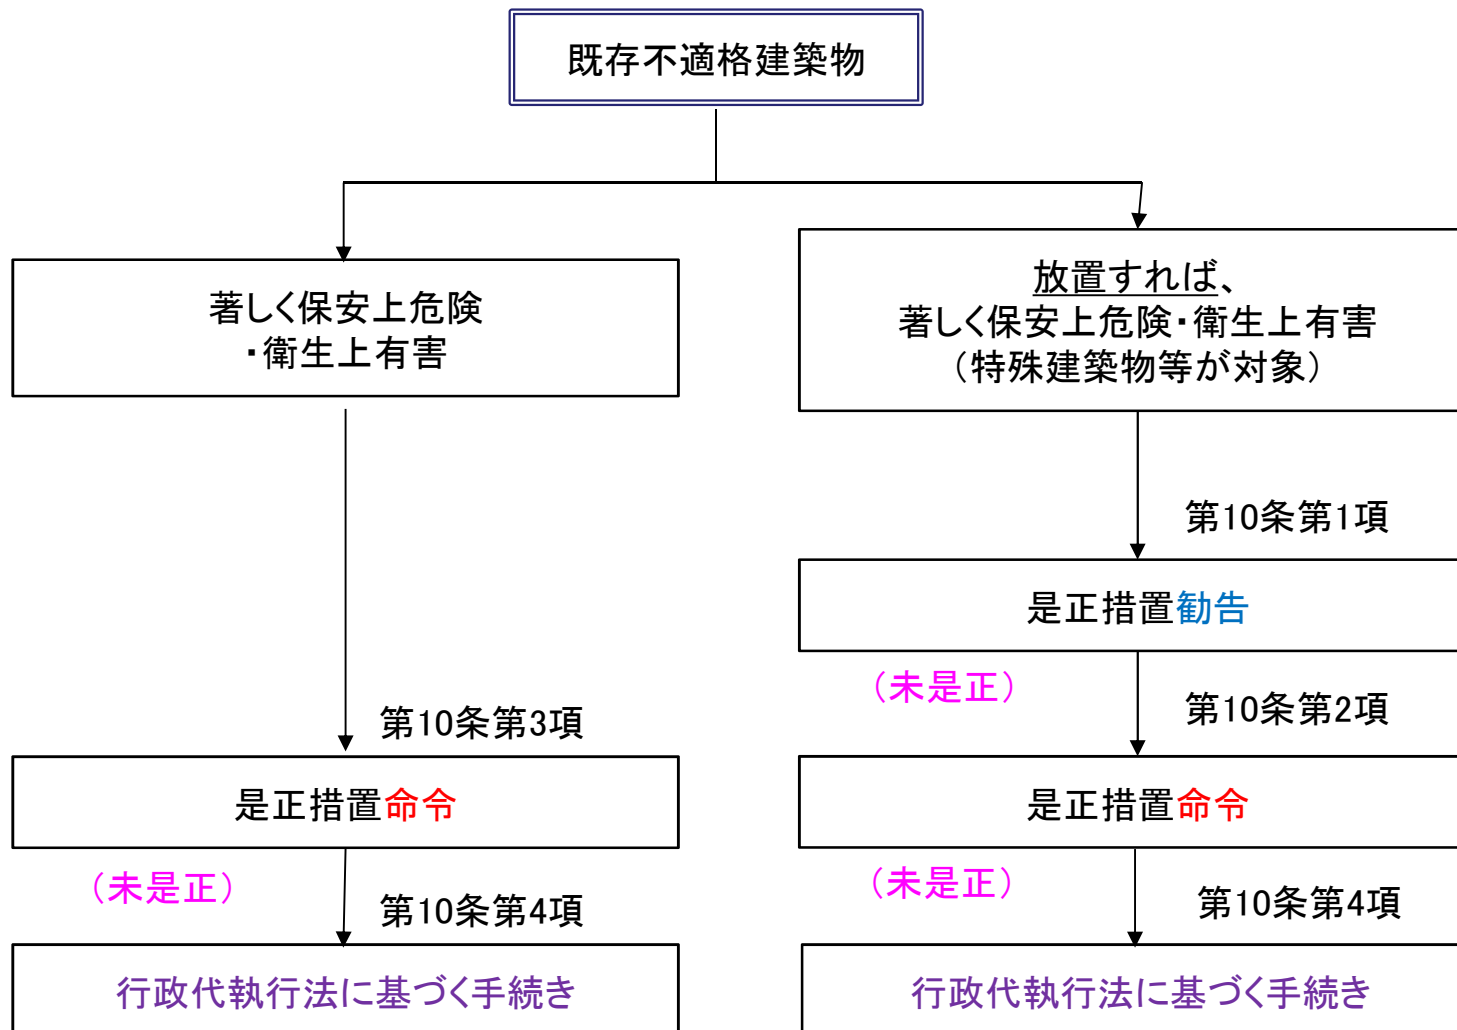 既存不適格建築物
著しく保安上危険
・衛生上有害
第10条第3項
是正措置命令
（未是正）
第10条第4項
行政代執行法に基づく手続き
放置すれば、
著しく保安上危険・衛生上有害
（特殊建築物等が対象）
第10条第1項
是正措置勧告
（未是正）
第10条第2項
是正措置命令
（未是正）
第10条第4項
行政代執行法に基づく手続き